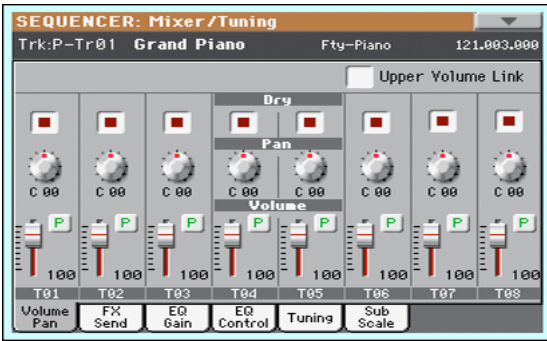 SEQUENCER: Mixer/Tuning
Trk:P-Tr01 Grand Piano Fty-Piano 121.003.000
Upper Volume Link
Dry
Pan
C 00 C 00 C 00 C 00 C 00 C 00 C 00 C 00
Volume
P P P P P P P P
100 100 100 100 100 100 100 100
T01 T02 T03 T04 T05 T06 T07 T08
Volume Pan FX Send EQ Gain EQ Control Tuning Sub Scale